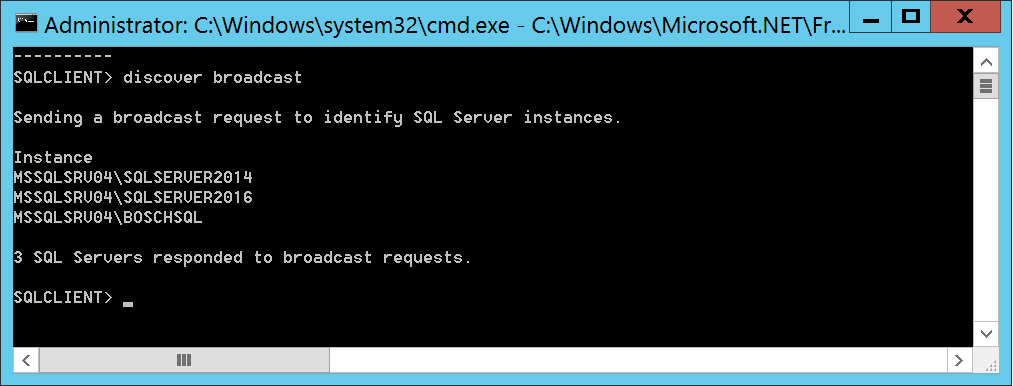 Administrator: C:\Windows\system32\cmd.exe - C:\Windows\Microsoft.NET\Fr...
----------
SQLCLIENT> discover broadcast
Sending a broadcast request to identify SQL Server instances.
Instance
MSSQLSRV04\SQLSERVER2014
MSSQLSRV04\SQLSERVER2016
MSSQLSRV04\BOSCHSQL
3 SQL Servers responded to broadcast requests.
SQLCLIENT> _